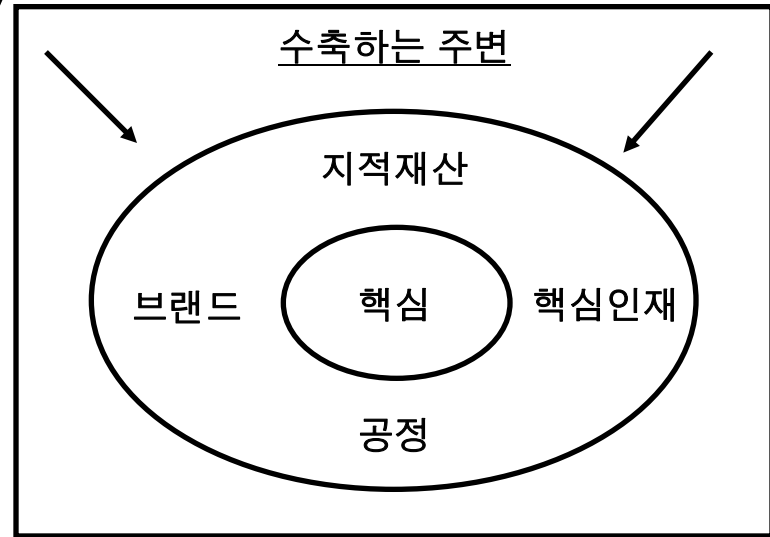 수축하는 주변
지적재산
브랜드
핵심
핵심인재
공정